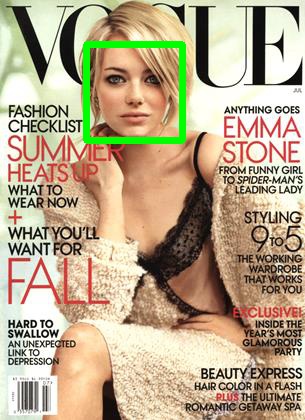 VOGUE
JUL
FASHION
CHECKLIST
SUMMER
HEATS UP
WHAT TO
WEAR NOW
+
WHAT YOU'LL
WANT FOR
FALL
HARD TO
SWALLOW
AN UNEXPECTED
LINK TO
DEPRESSION
ANYTHING GOES
EMMA
STONE
FROM FUNNY GIRL
TO SPIDER-MAN'S
LEADING LADY
STYLING
9 to 5
THE WORKING
WARDROBE
THAT WORKS
FOR YOU
EXCLUSIVE!
INSIDE THE
YEAR'S MOST
GLAMOROUS
PARTY
BEAUTY EXPRESS
HAIR COLOR IN A FLASH
PLUS THE ULTIMATE
ROMANTIC GETAWAY SPA